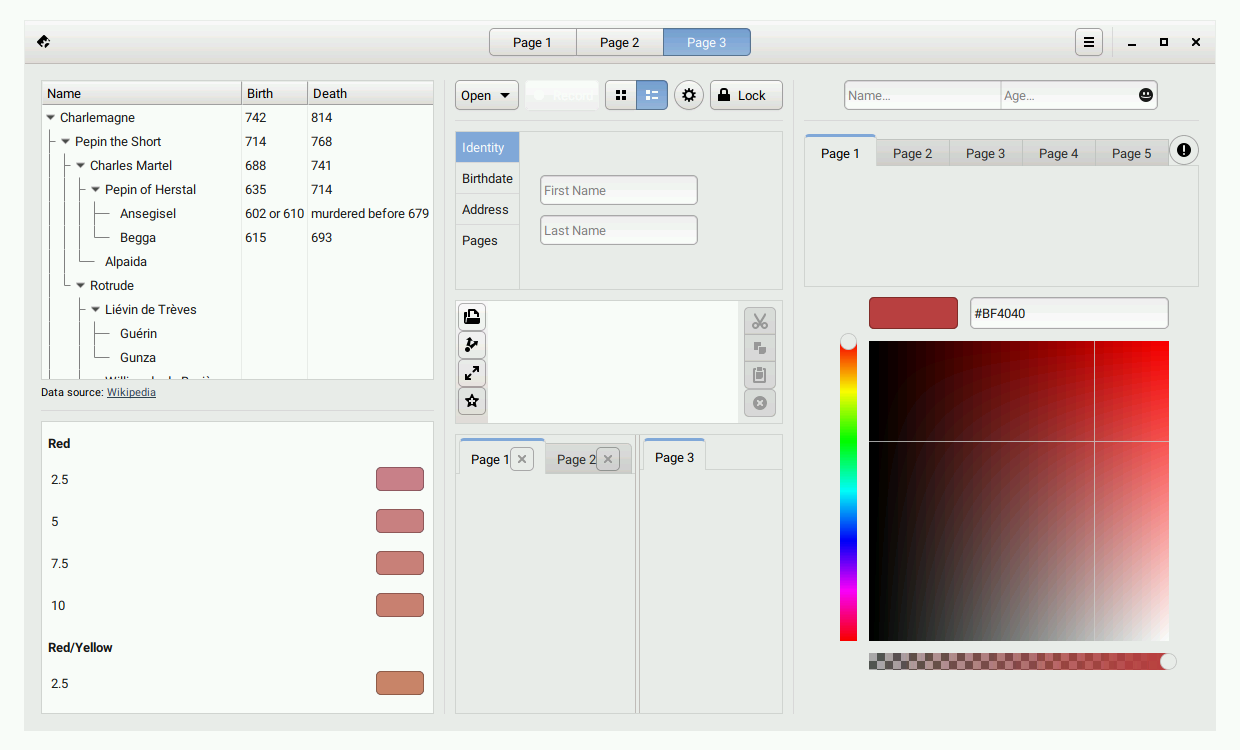 Page 1 Page 2 Page 3
Name Birth Death
Charlemagne 742 814
Pepin the Short 714 768
Charles Martel 688 741
Pepin of Herstal 635 714
Ansegisel 602 or 610 murdered before 679
Begga 615 693
Alpaida
Rotrude
Liévin de Trèves
Guérin
Gunza
Data source: Wikipedia
Red
2.5
5
7.5
10
Red/Yellow
2.5
Open Record Lock
Identity
Birthdate
Address
Pages
First Name
Last Name
Page 1 Page 2 Page 3
Name... Age...
Page 1 Page 2 Page 3 Page 4 Page 5
#BF4040